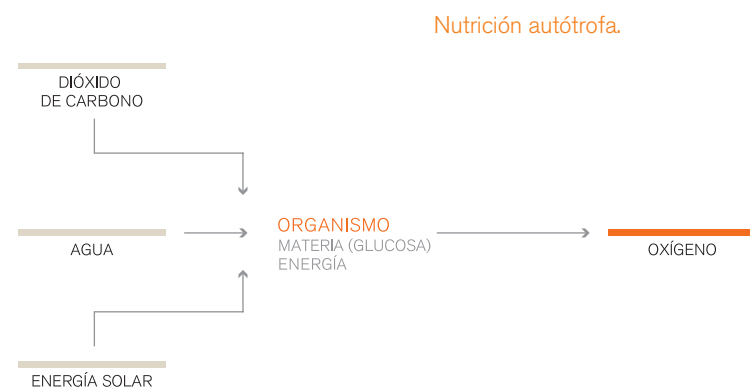 Nutrición autótrofa.
DIÓXIDO
DE CARBONO
AGUA
ORGANISMO
MATERIA (GLUCOSA)
ENERGÍA
OXÍGENO
ENERGÍA SOLAR